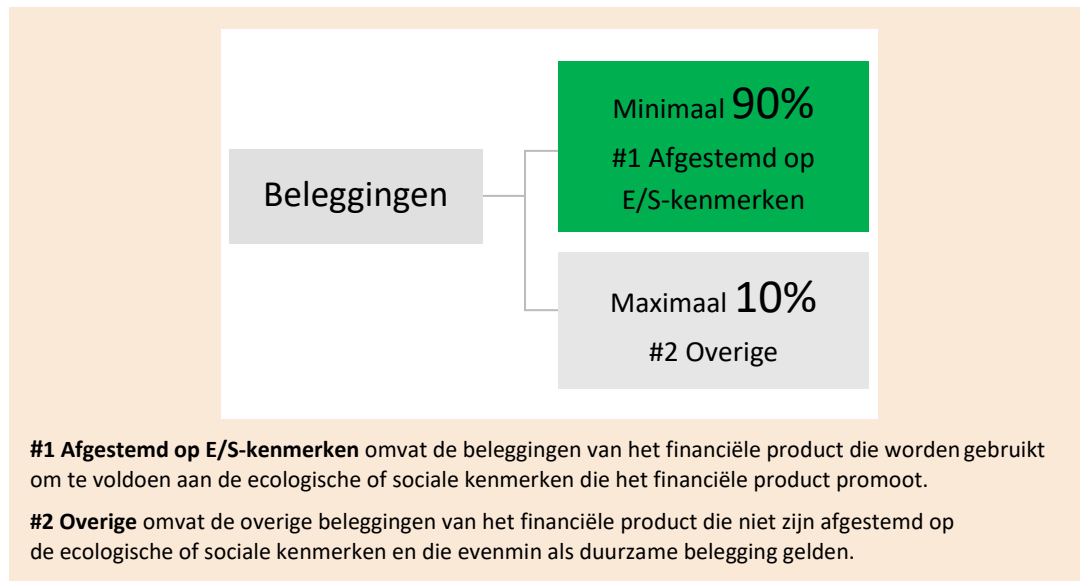 Beleggingen
Minimaal 90%
#1 Afgestemd op
E/S-kenmerken
Maximaal 10%
#2 Overige
#1 Afgestemd op E/S-kenmerken omvat de beleggingen van het financiële product die worden gebruikt
om te voldoen aan de ecologische of sociale kenmerken die het financiële product promoot.
#2 Overige omvat de overige beleggingen van het financiële product die niet zijn afgestemd op
de ecologische of sociale kenmerken en die evenmin als duurzame belegging gelden.